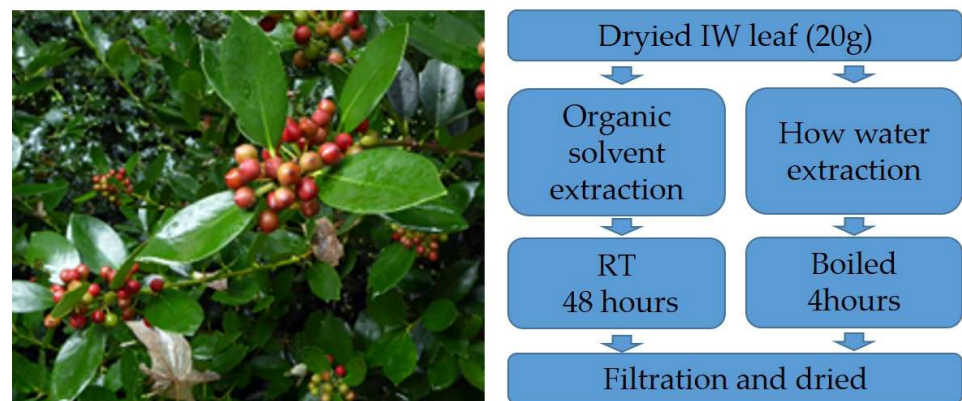 Dryied IW leaf (20g)
Organic
solvent
extraction
How water
extraction
RT
48 hours
Boiled
4hours
Filtration and dried